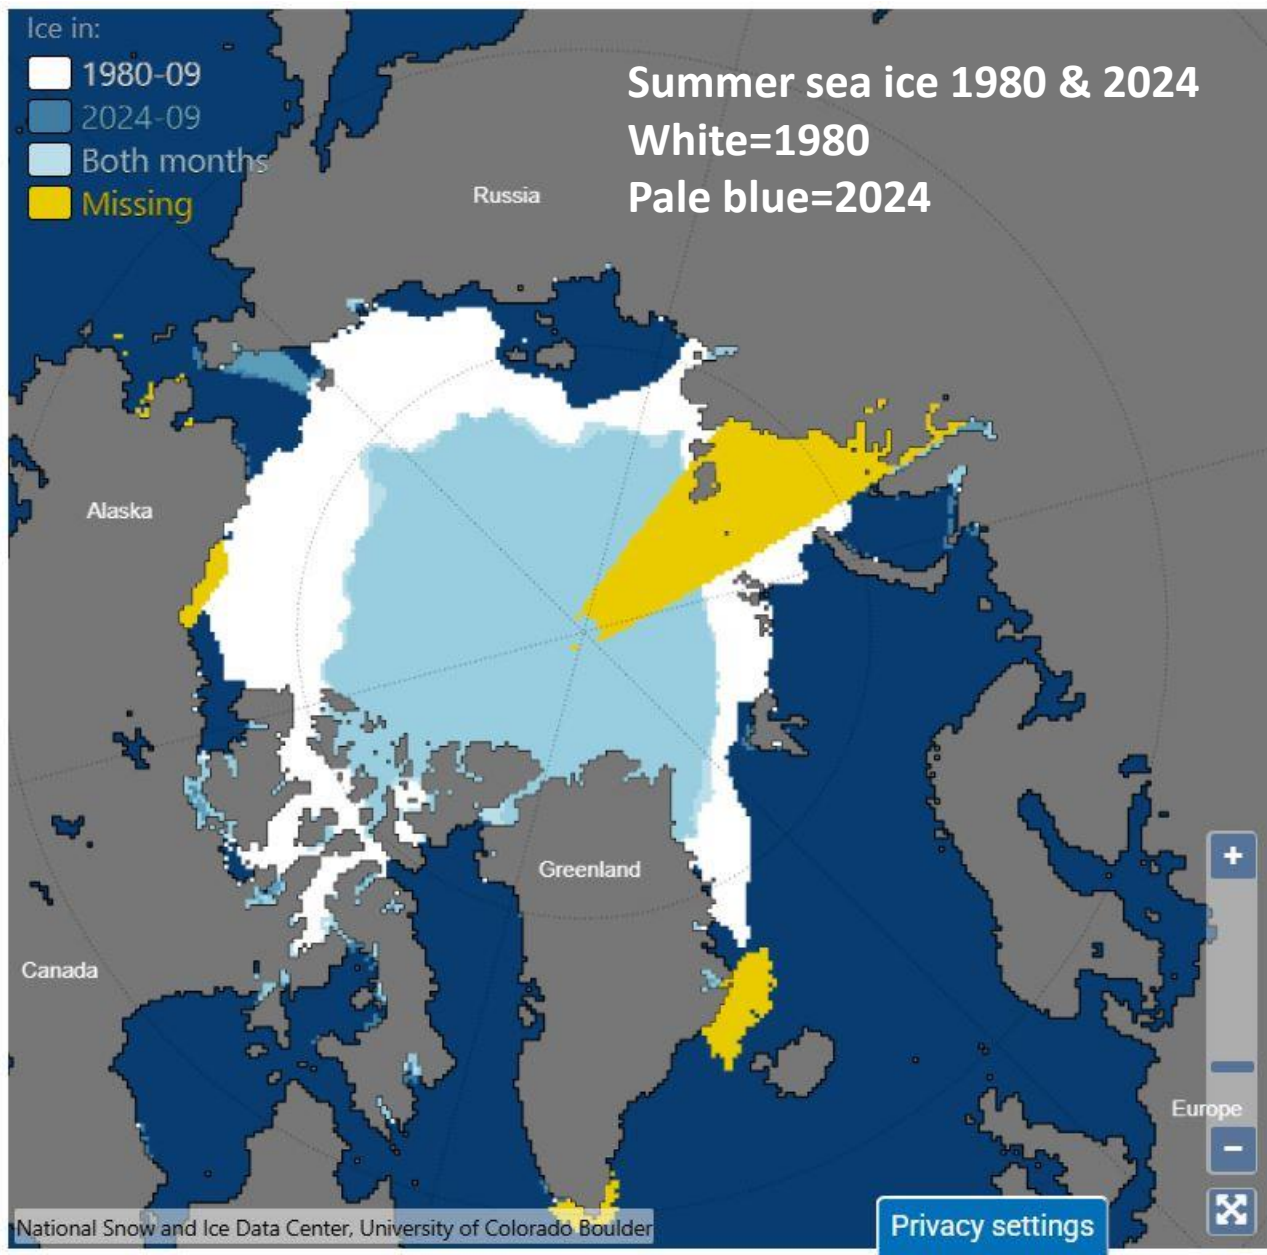 Ice in:
1980-09
2024-09
Both months
Missing
Summer sea ice 1980 & 2024
White=1980
Pale blue=2024
Russia
Alaska
Greenland
Canada
+
Europe
−
National Snow and Ice Data Center, University of Colorado Boulder
Privacy settings